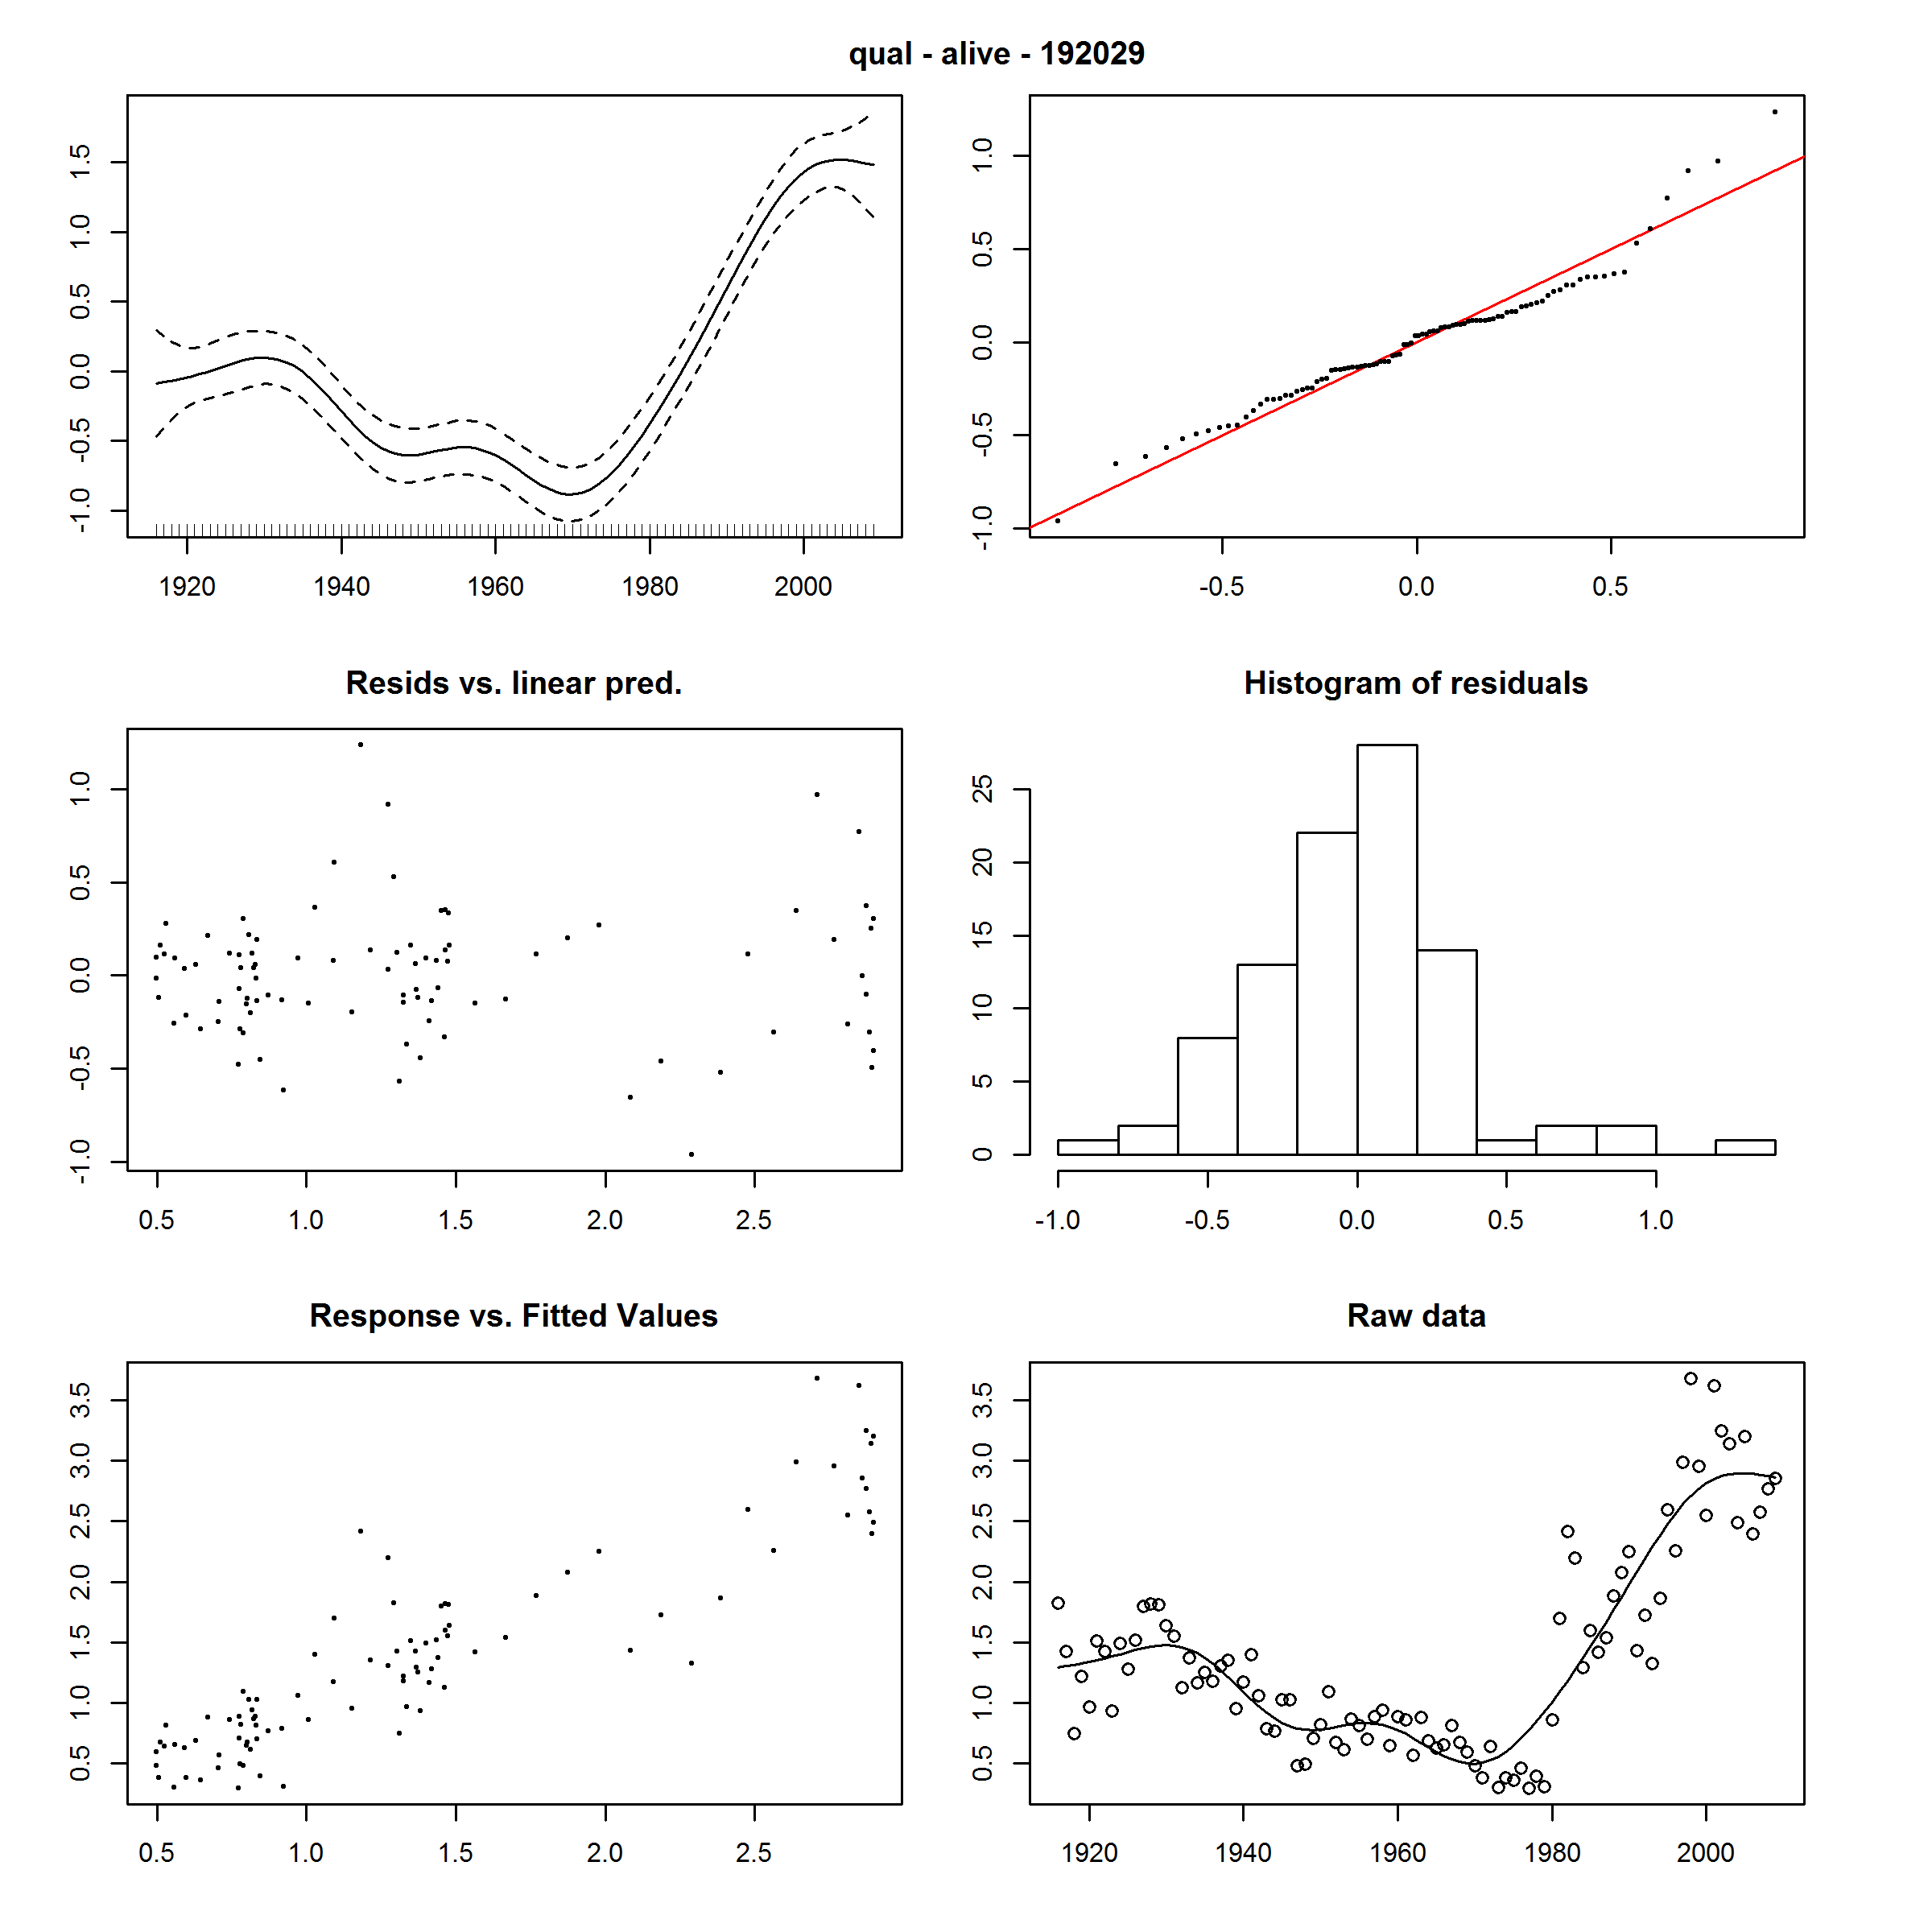 qual - alive - 192029
-1.0 -0.5 0.0 0.5 1.0 1.5
1920 1940 1960 1980 2000
-1.0 -0.5 0.0 0.5 1.0
-0.5 0.0 0.5
Resids vs. linear pred.
-1.0 -0.5 0.0 0.5 1.0
0.5 1.0 1.5 2.0 2.5
Histogram of residuals
0 5 10 15 20 25
-1.0 -0.5 0.0 0.5 1.0
Response vs. Fitted Values
0.5 1.0 1.5 2.0 2.5 3.0 3.5
0.5 1.0 1.5 2.0 2.5
Raw data
0.5 1.0 1.5 2.0 2.5 3.0 3.5
1920 1940 1960 1980 2000